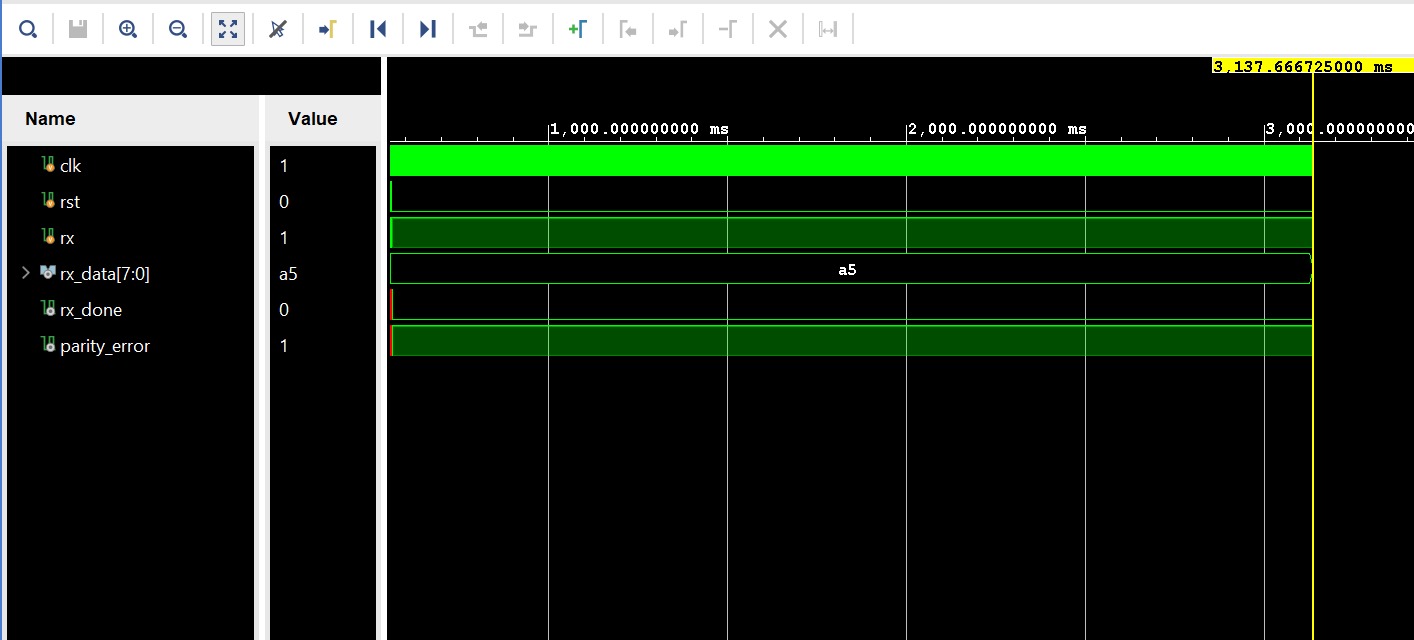 3,137.666725000 ms
Name Value
1,000.000000000 ms 2,000.000000000 ms 3,000.000000000
clk 1
rst 0
rx 1
rx_data[7:0] a5 a5
rx_done 0
parity_error 1